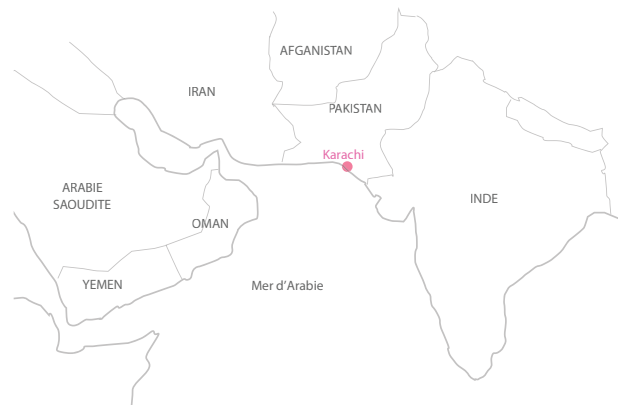 AFGANISTAN
IRAN
PAKISTAN
Karachi
ARABIE
SAOUDITE
INDE
OMAN
YEMEN
Mer d'Arabie